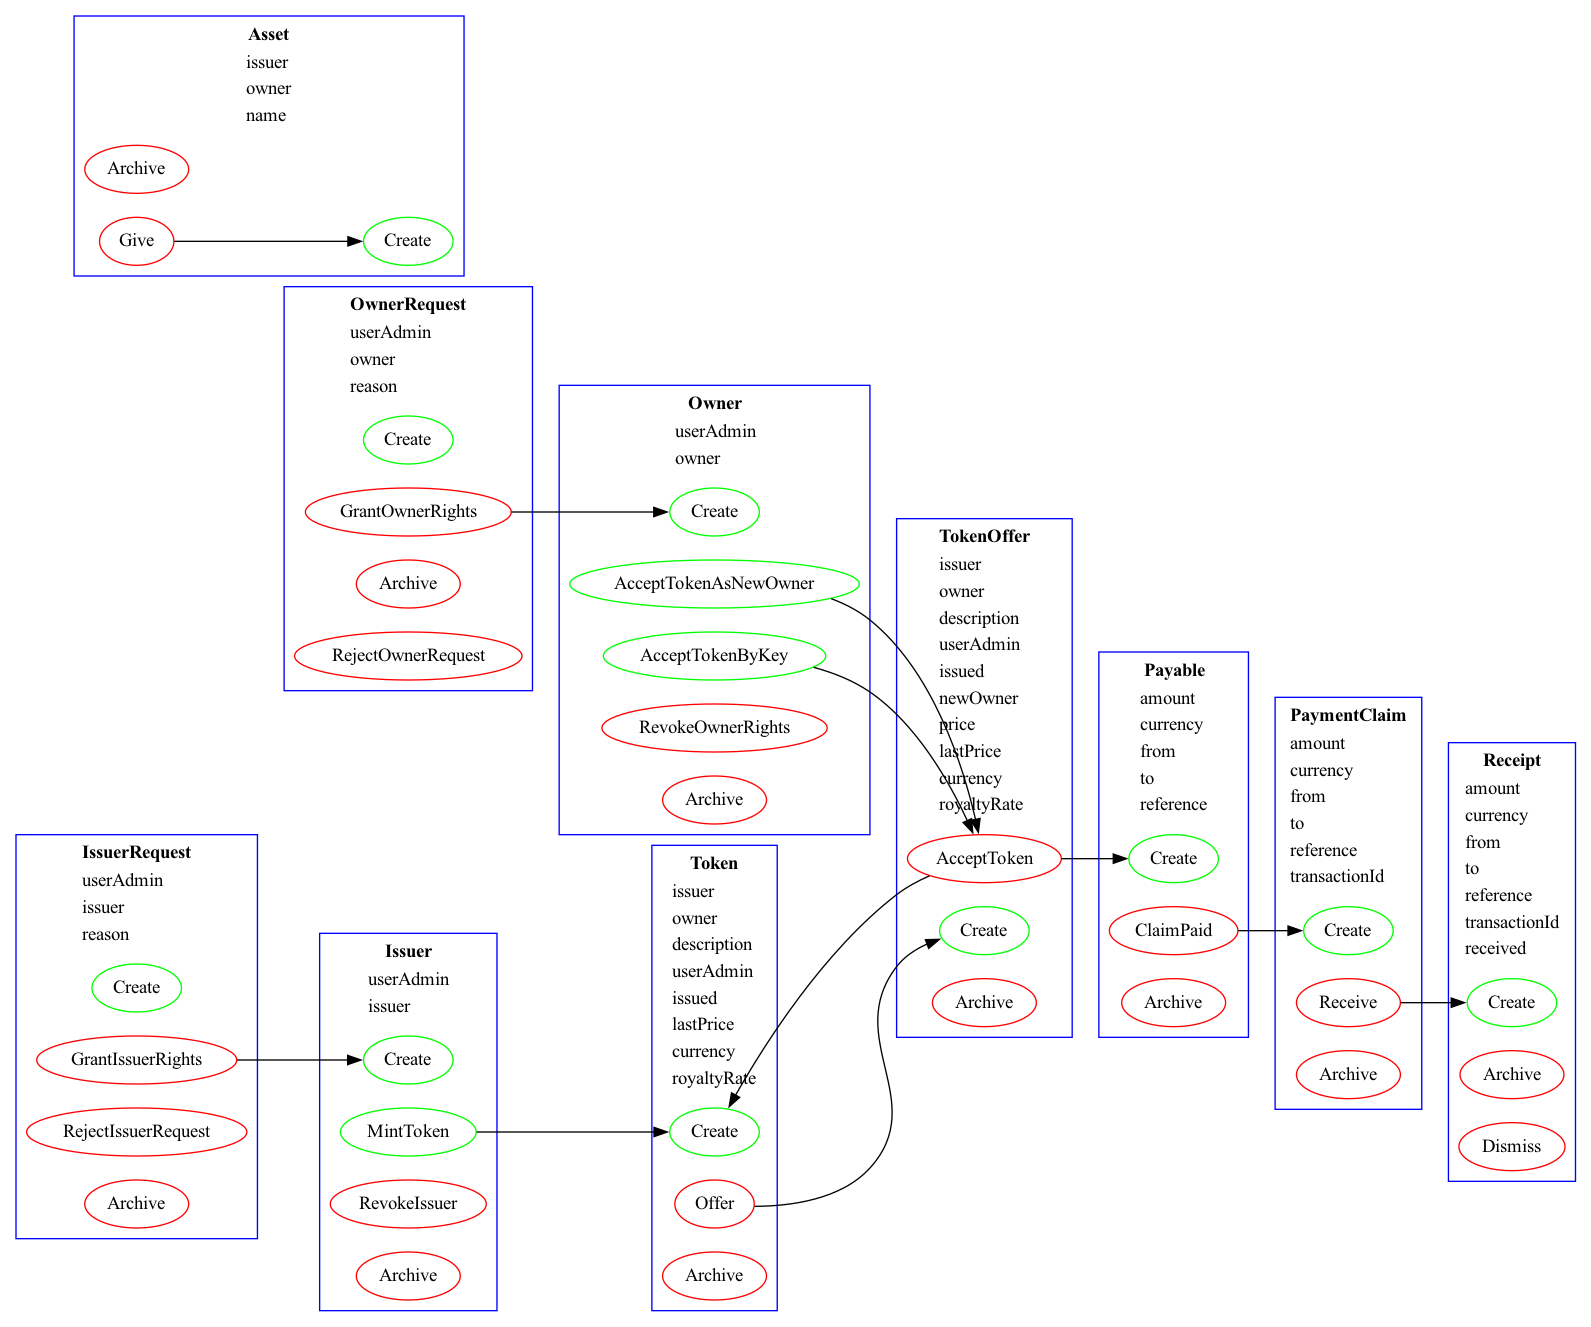 Asset
issuer
owner
name
Archive
Give
Create
OwnerRequest
userAdmin
owner
reason
Create
GrantOwnerRights
Archive
RejectOwnerRequest
Owner
userAdmin
owner
Create
AcceptTokenAsNewOwner
AcceptTokenByKey
RevokeOwnerRights
Archive
IssuerRequest
userAdmin
issuer
reason
Create
GrantIssuerRights
RejectIssuerRequest
Archive
Issuer
userAdmin
issuer
Create
MintToken
RevokeIssuer
Archive
Token
issuer
owner
description
userAdmin
issued
lastPrice
currency
royaltyRate
Create
Offer
Archive
TokenOffer
issuer
owner
description
userAdmin
issued
newOwner
price
lastPrice
currency
royaltyRate
AcceptToken
Create
Archive
Payable
amount
currency
from
to
reference
Create
ClaimPaid
Archive
PaymentClaim
amount
currency
from
to
reference
transactionId
Create
Receive
Archive
Receipt
amount
currency
from
to
reference
transactionId
received
Create
Archive
Dismiss